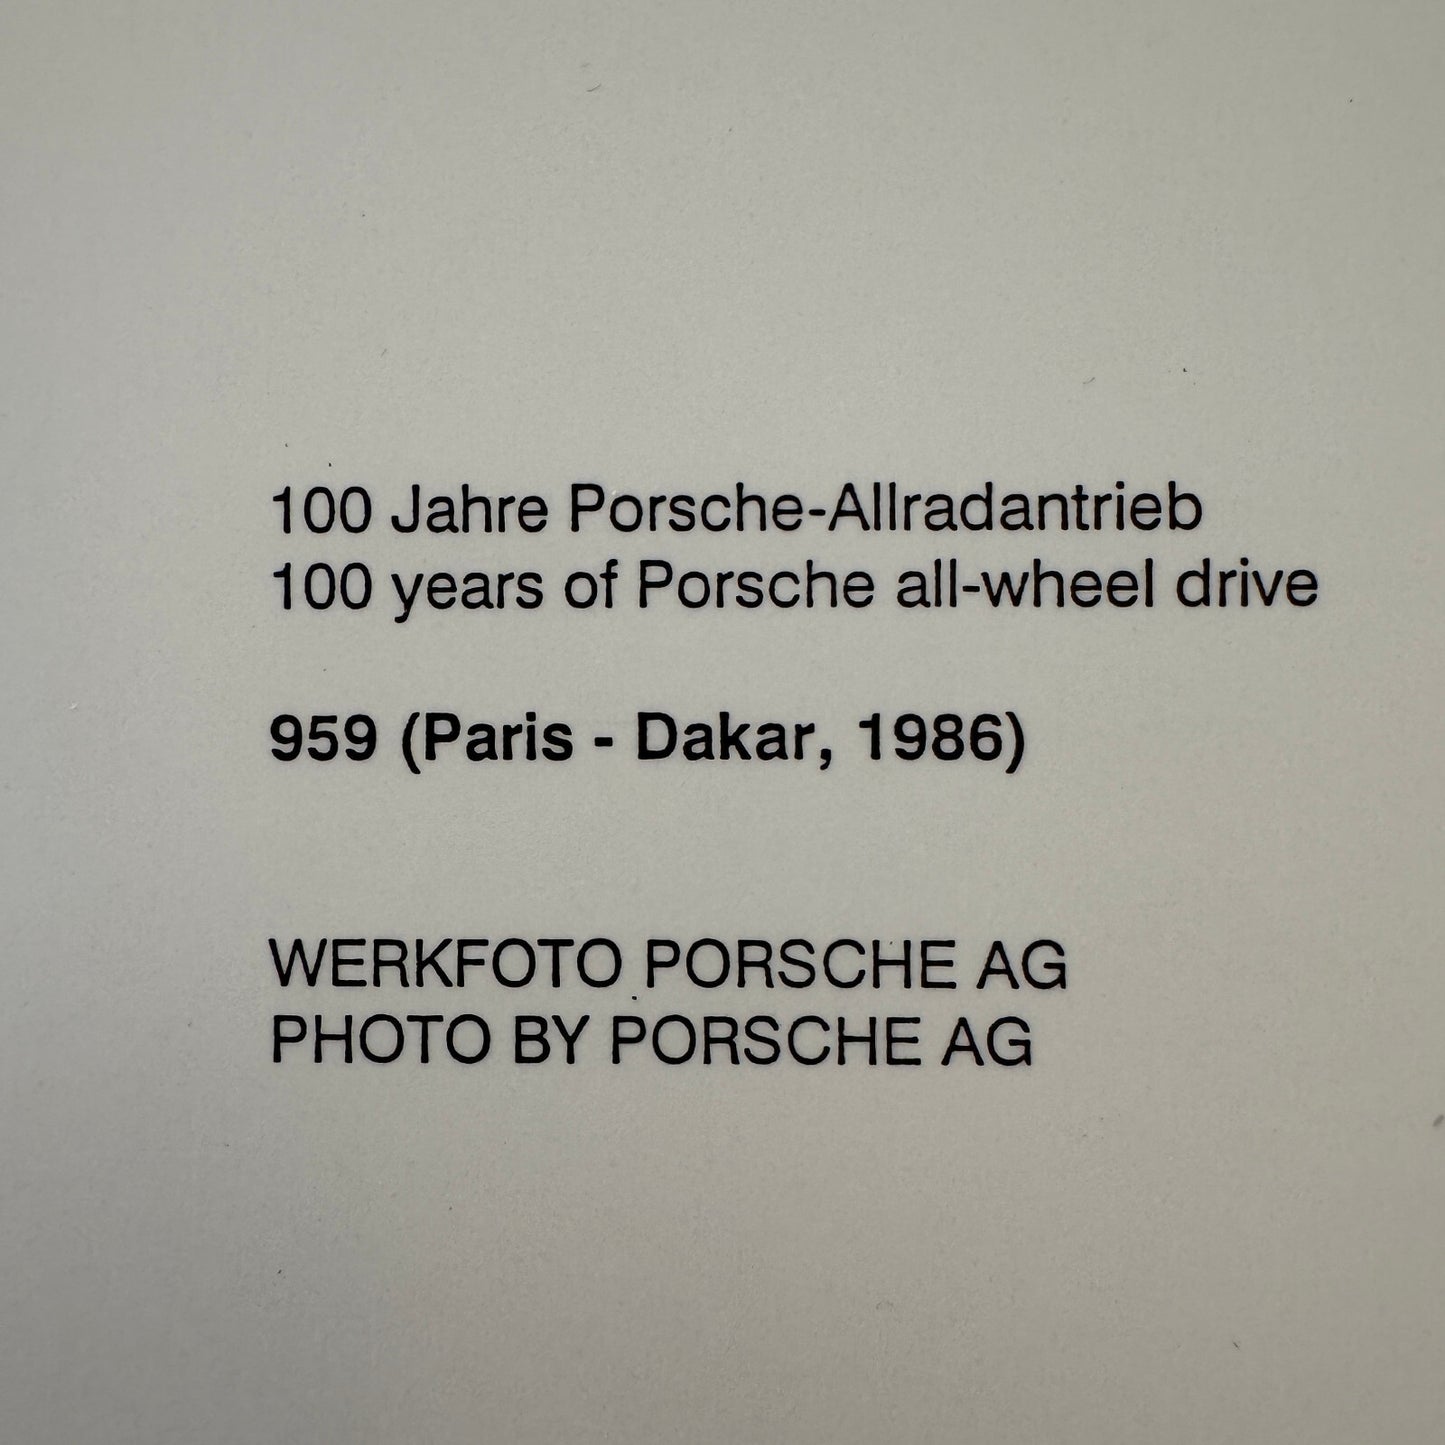 100 Jahre Porsche-Allradantrieb
100 years of Porsche all-wheel drive
959 (Paris - Dakar, 1986)
WERKFOTO PORSCHE AG
PHOTO BY PORSCHE AG